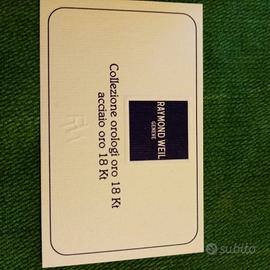 RAYMOND WEIL
GENEVE
Collezione orologi oro 18 Kt
acciaio oro 18 Kt
subito